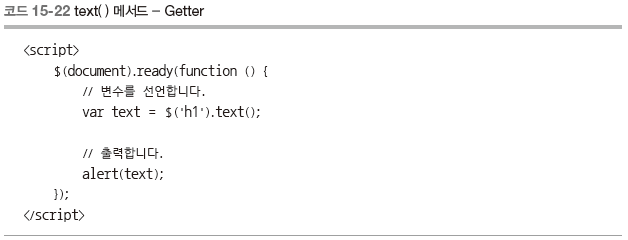 코드 15-22 text( ) 메서드 – Getter
<script>
    $(document).ready(function () {
        // 변수를 선언합니다.
        var text = $('h1').text();

        // 출력합니다.
        alert(text);
    });
</script>